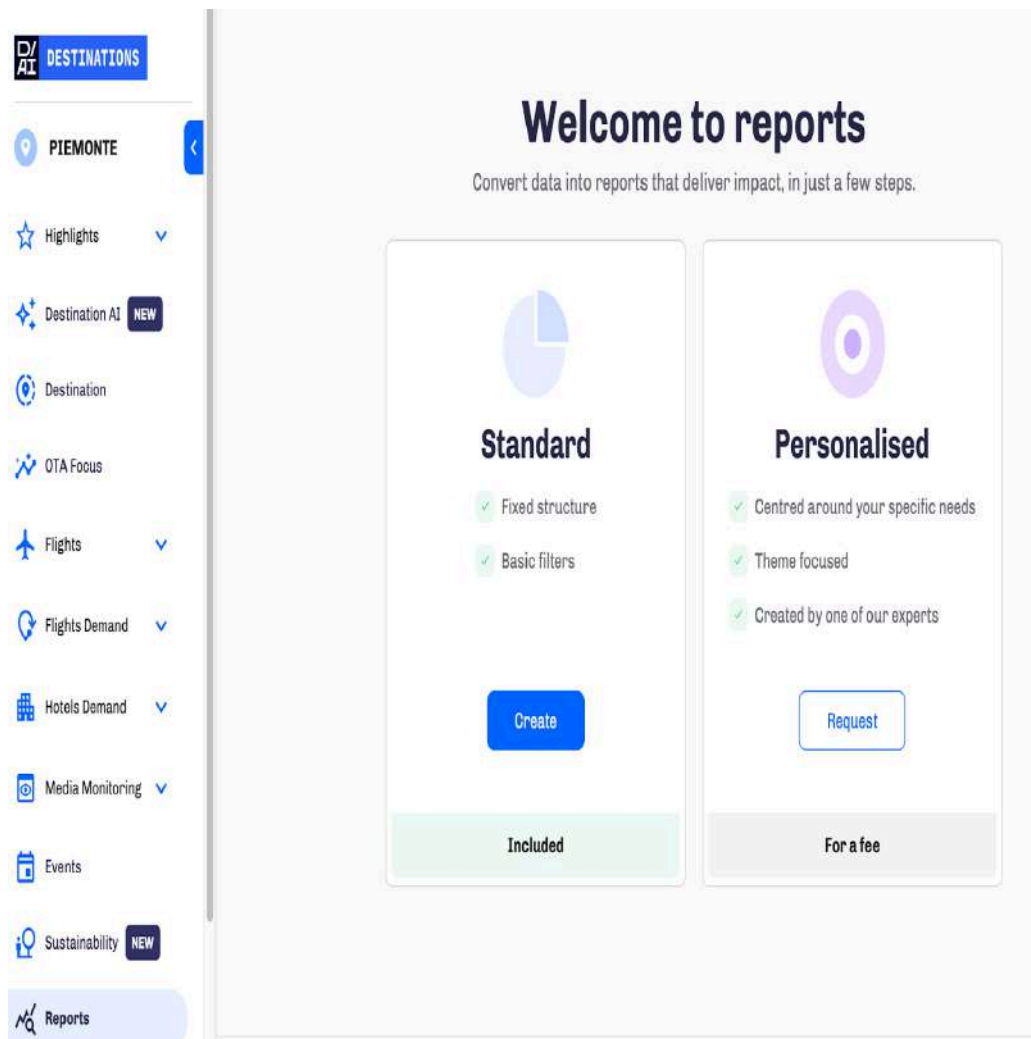 D/
AI
DESTINATIONS
PIEMONTE
Highlights
Destination AI NEW
Destination
OTA Focus
Flights
Flights Demand
Hotels Demand
Media Monitoring
Events
Sustainability NEW
Reports
Welcome to reports
Convert data into reports that deliver impact, in just a few steps.
Standard
Fixed structure
Basic filters
Create
Included
Personalised
Centred around your specific needs
Theme focused
Created by one of our experts
Request
For a fee